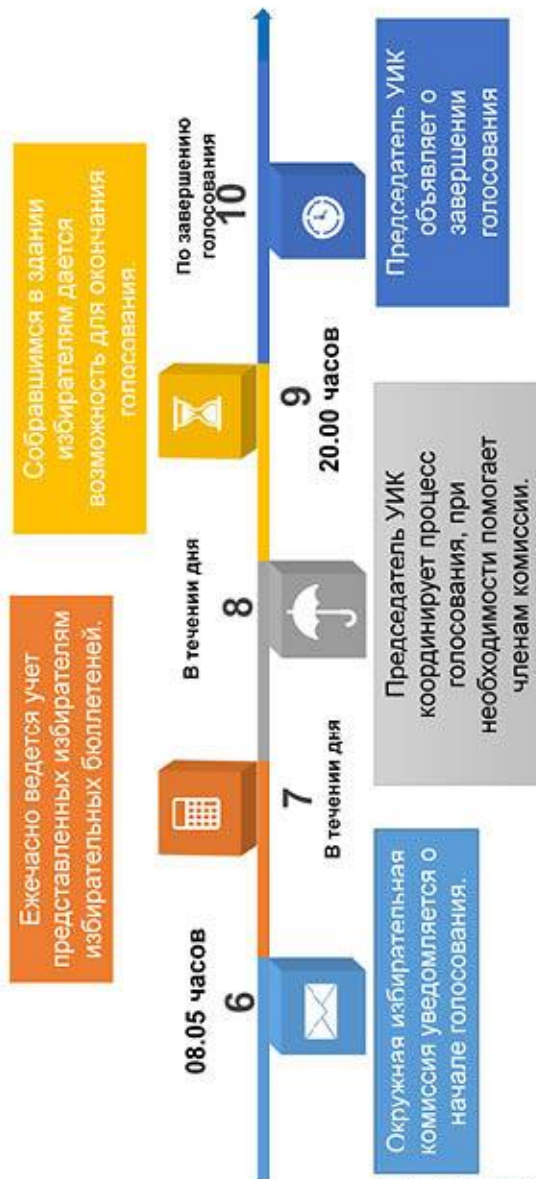 08.05 часов
6
Окружная избирательная
комиссия уведомляется о
начале голосования.
Ежечасно ведется учет
представленных избирателям
избирательных бюллетеней.
7
В течении дня
В течении дня
8
Председатель УИК
координирует процесс
голосования, при
необходимости помогает
членам комиссии.
Собравшимся в здании
избирателям дается
возможность для окончания
голосования.
9
20.00 часов
По завершению
голосования
10
Председатель УИК
объявляет о
завершении
голосования